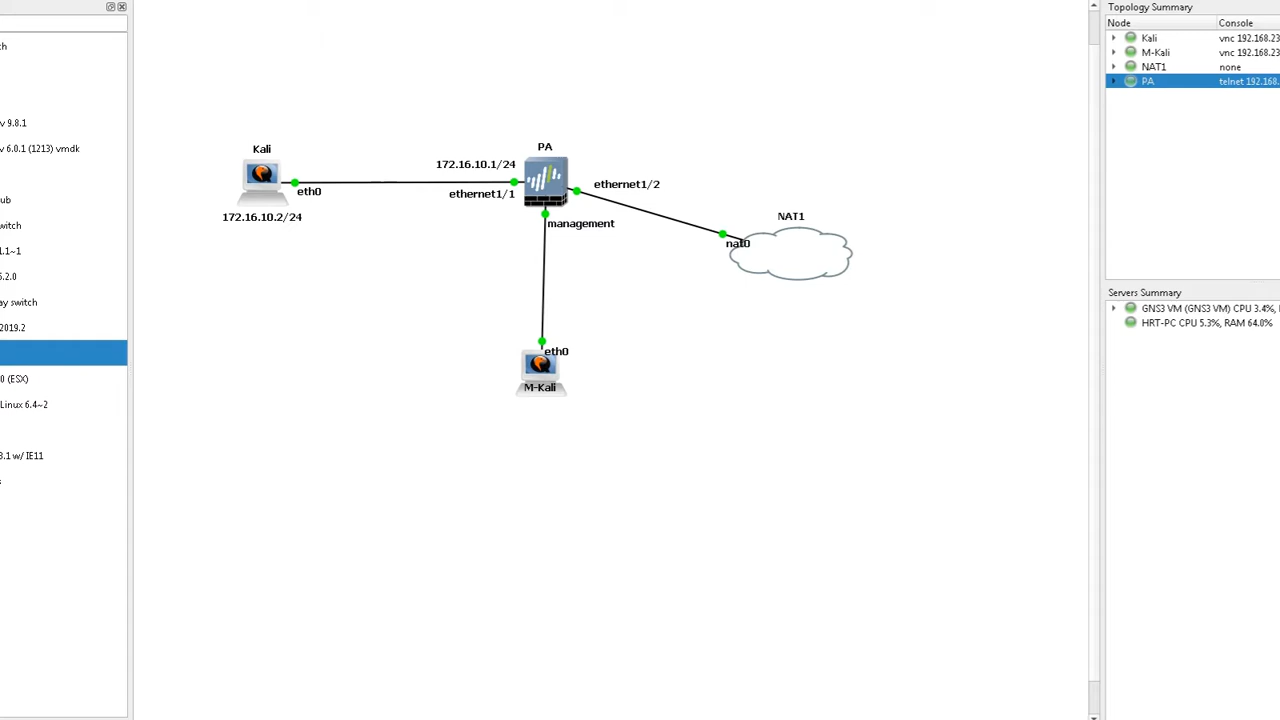 tch
v 9.8.1
v 6.0.1 (1213) vmdk
ub
witch
1.1~1
6.2.0
ay switch
2019.2
0 (ESX)
Linux 6.4~2
8.1 w/ IE11
s
Kali
eth0
172.16.10.2/24
172.16.10.1/24
ethernet1/1
PA
ethernet1/2
management
NAT1
nat0
eth0
M-Kali
Topology Summary
Node Console
Kali vnc 192.168.23
M-Kali vnc 192.168.23
NAT1 none
PA telnet 192.168.
Servers Summary
GNS3 VM (GNS3 VM) CPU 3.4%,
HRT-PC CPU 5.3%, RAM 64.0%